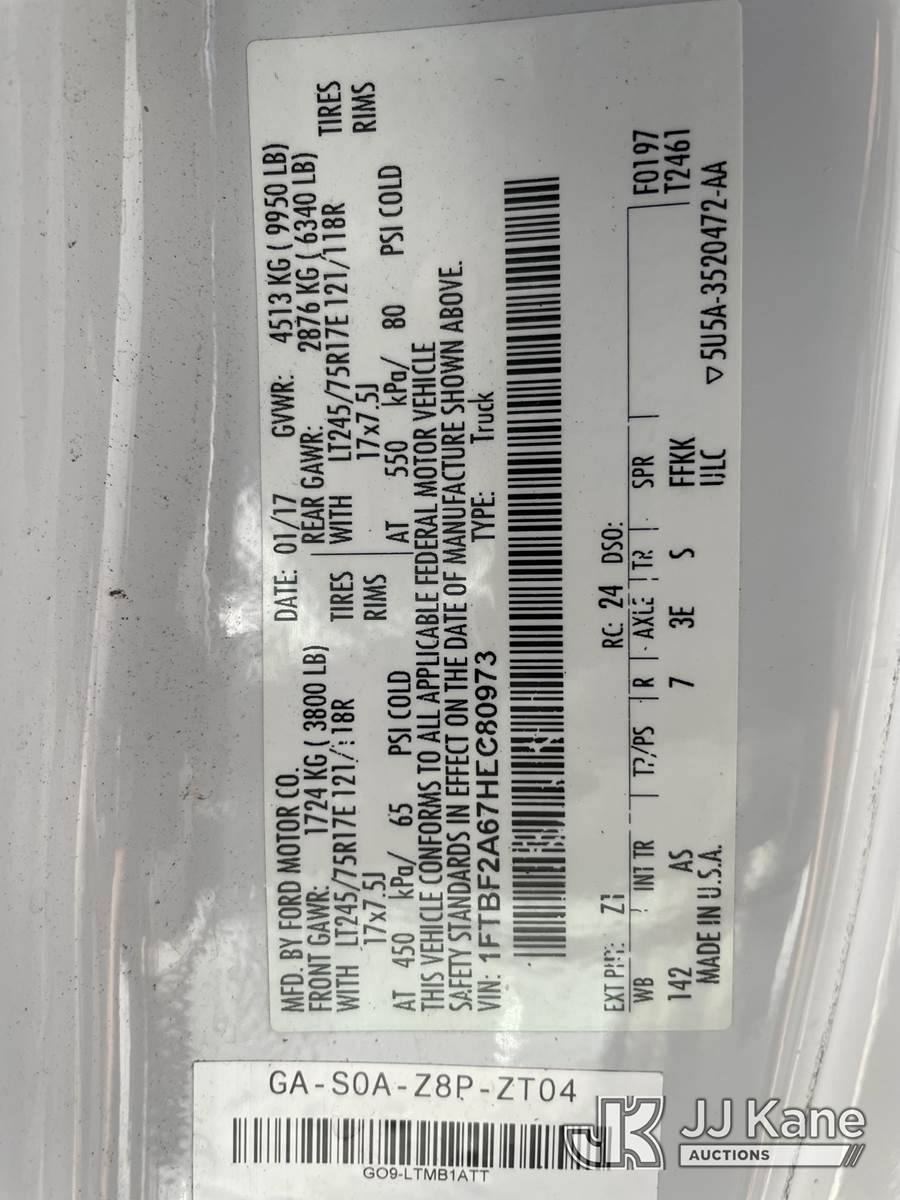 MFD. BY FORD MOTOR CO.
DATE: 01/17 GVWR: 4513 KG ( 9950 LB)
FRONT GAWR: 1724 KG ( 3800 LB)
REAR GAWR: 2876 KG ( 6340 LB)
WITH LT245/75R17E 121/118R TIRES
WITH LT245/75R17E 121/118R TIRES
17x7.5J RIMS
17x7.5J RIMS
AT 450 kPa/ 65 PSI COLD
AT 550 kPa/ 80 PSI COLD
THIS VEHICLE CONFORMS TO ALL APPLICABLE FEDERAL MOTOR VEHICLE
SAFETY STANDARDS IN EFFECT ON THE DATE OF MANUFACTURE SHOWN ABOVE.
VIN: 1FTBF2A67HEC80973 TYPE: Truck
EXT Z1 RC: 24 DSO:
WB INT TR /PS R AXLE SPR F0197
142 AS 7 3E S FFKK T2461
MADE IN U.S.A.
▽ 5U5A-3520472-AA
GA-S0A-Z8P-ZT04
GO9-LTMB1ATT
JJ Kane
AUCTIONS